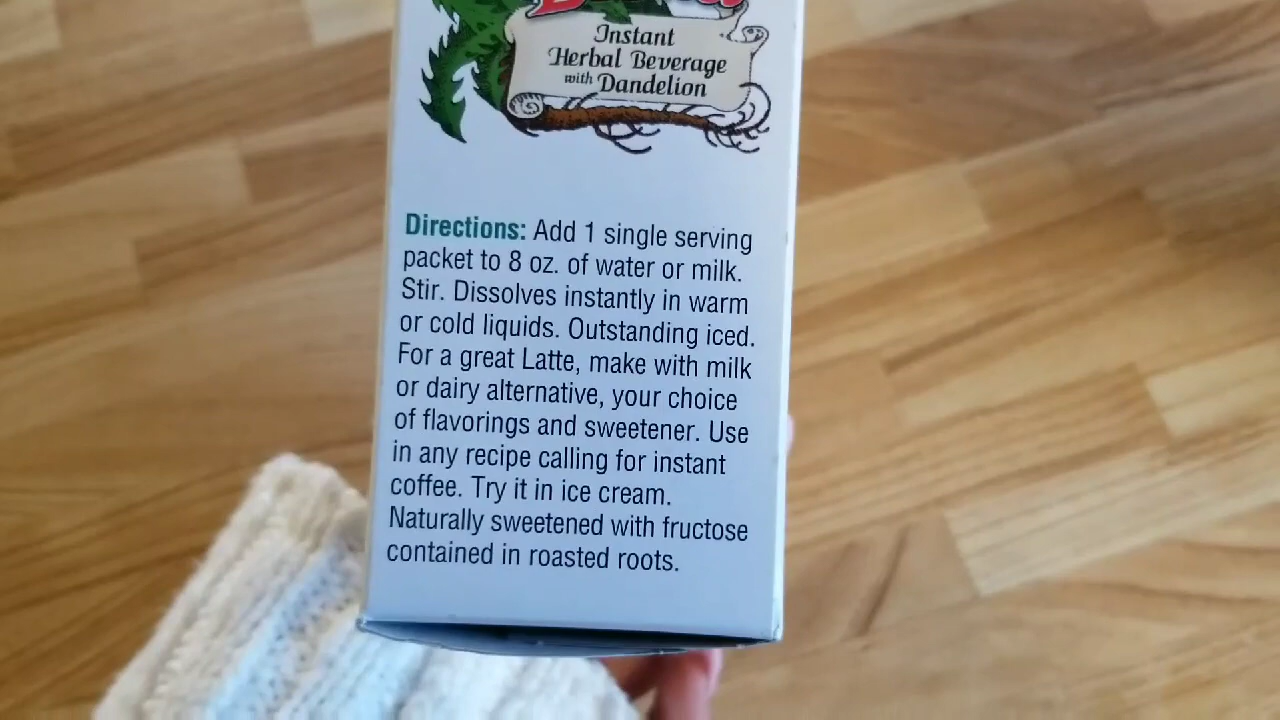 Instant
Herbal Beverage
with Dandelion
Directions: Add 1 single serving
packet to 8 oz. of water or milk.
Stir. Dissolves instantly in warm
or cold liquids. Outstanding iced.
For a great Latte, make with milk
or dairy alternative, your choice
of flavorings and sweetener. Use
in any recipe calling for instant
coffee. Try it in ice cream.
Naturally sweetened with fructose
contained in roasted roots.